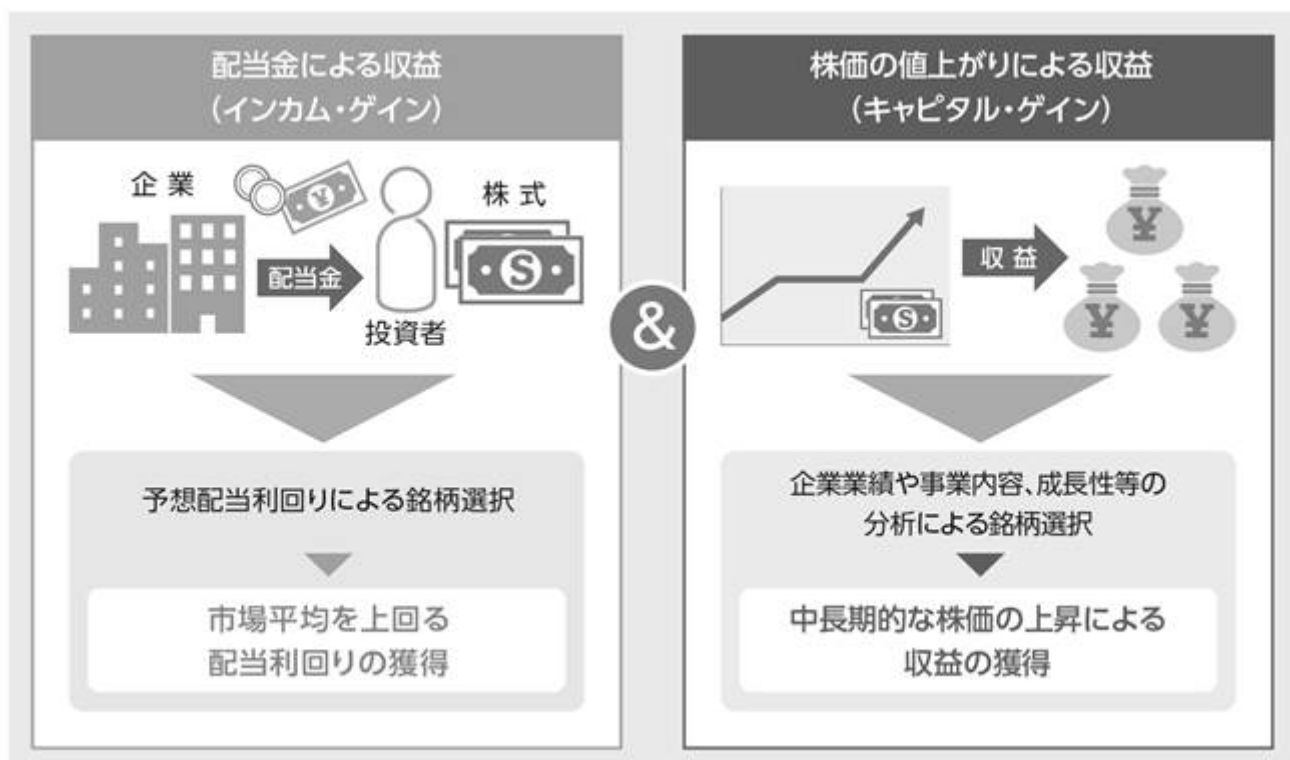 配当金による収益
(インカム・ゲイン)
企業
配当金
投資者
株式
¥
S
予想配当利回りによる銘柄選択
市場平均を上回る
配当利回りの獲得
&
株価の値上がりによる収益
(キャピタル・ゲイン)
S
収益
¥
¥
¥
企業業績や事業内容、成長性等の
分析による銘柄選択
中長期的な株価の上昇による
収益の獲得